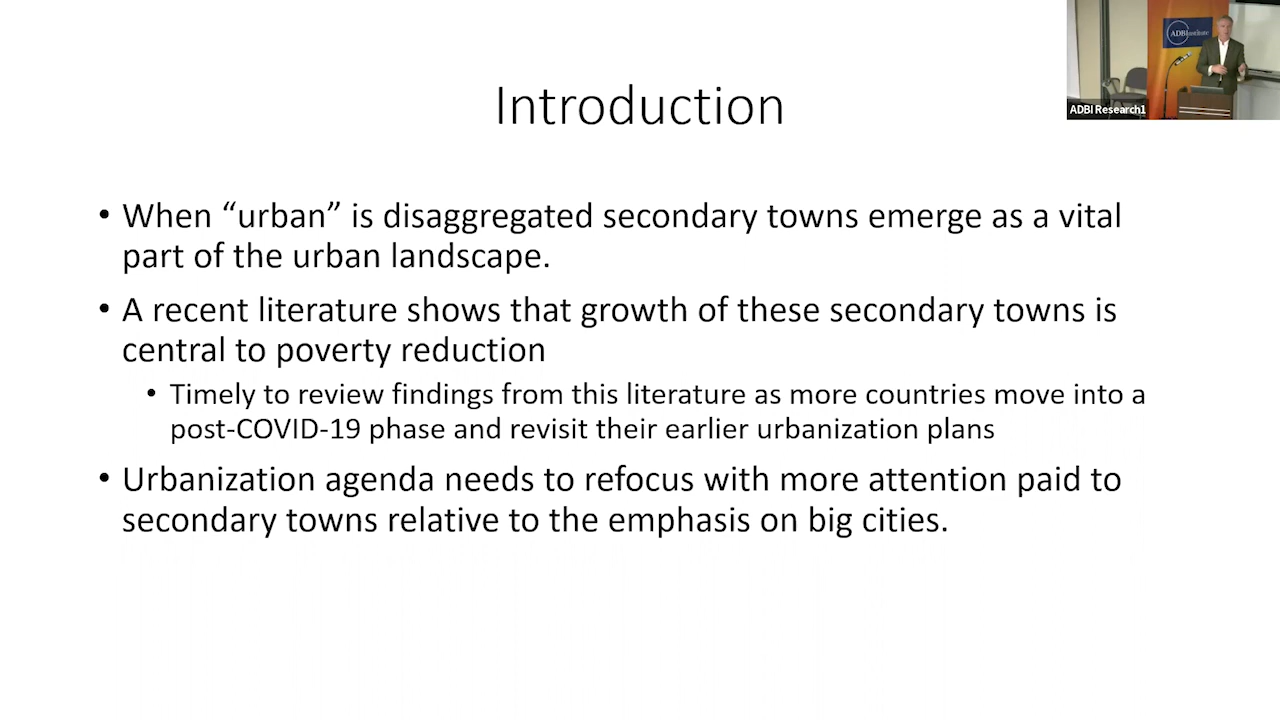 Introduction
• When “urban” is disaggregated secondary towns emerge as a vital
part of the urban landscape.
• A recent literature shows that growth of these secondary towns is
central to poverty reduction
• Timely to review findings from this literature as more countries move into a
post-COVID-19 phase and revisit their earlier urbanization plans
• Urbanization agenda needs to refocus with more attention paid to
secondary towns relative to the emphasis on big cities.
ADBInstitute
ADBI Research1